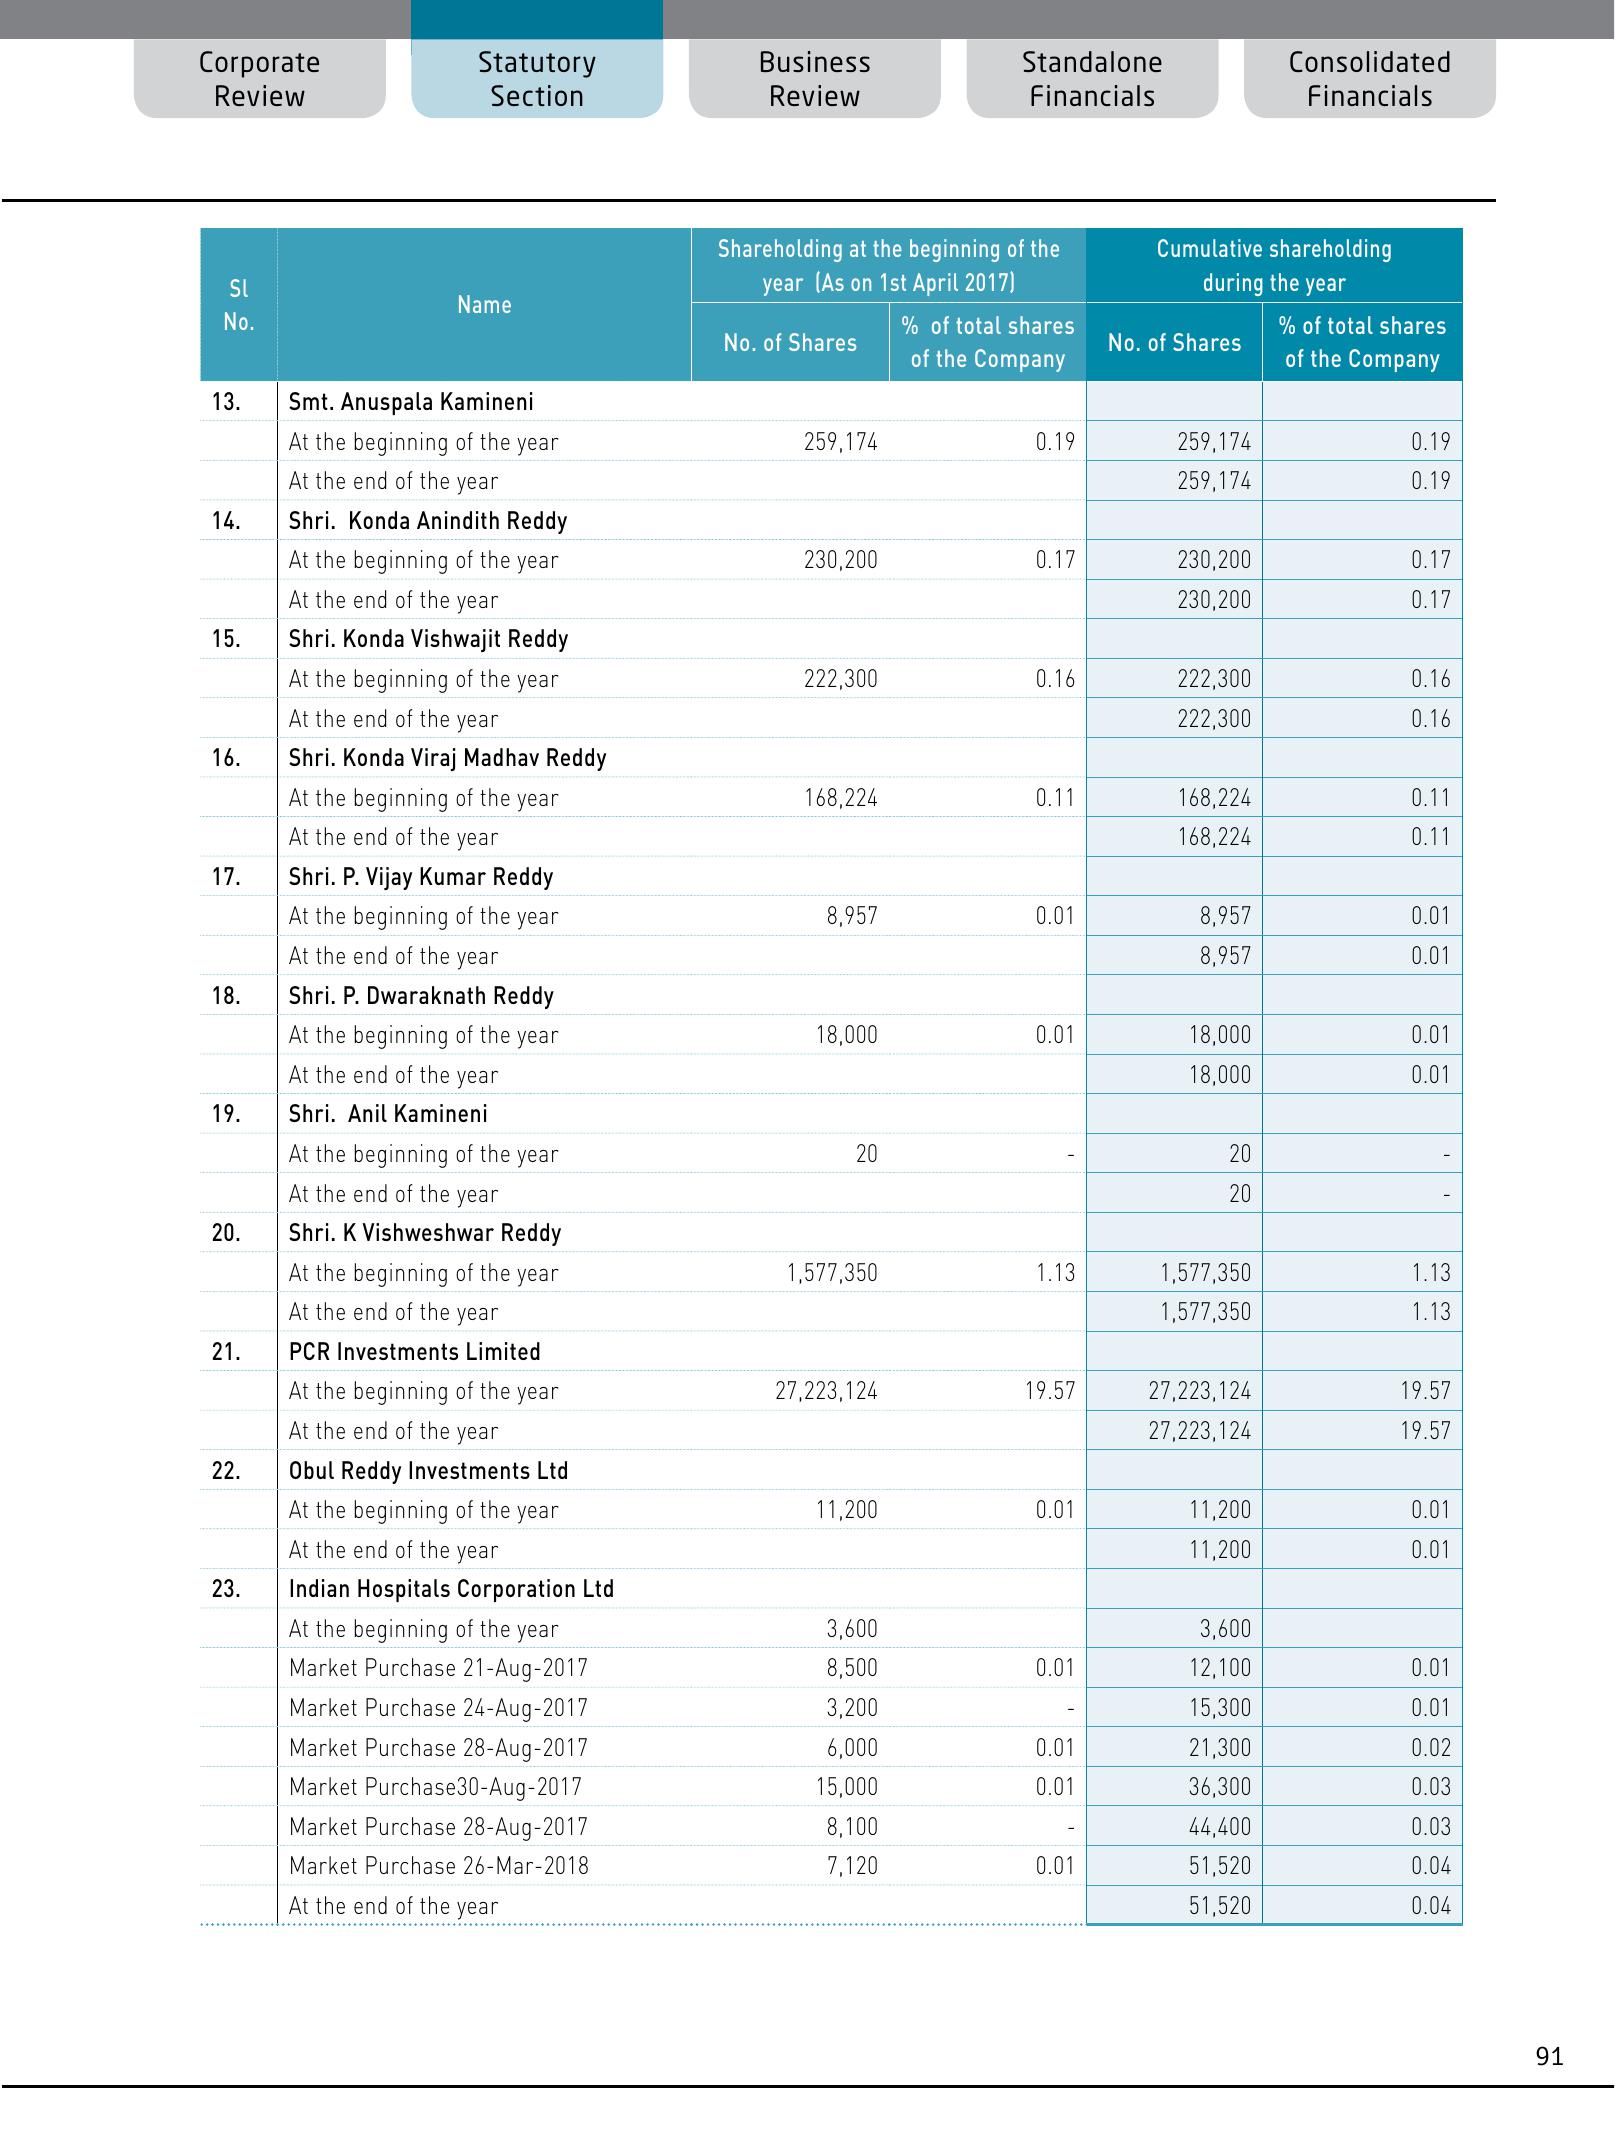 Corporate Review
Statutory Section
Business Review
Standalone Financials
Consolidated Financials
Sl No.
Name
Shareholding at the beginning of the year (As on 1st April 2017)
Cumulative shareholding during the year
No. of Shares
% of total shares of the Company
No. of Shares
% of total shares of the Company
13. Smt. Anuspala Kamineni
At the beginning of the year 259,174 0.19 259,174 0.19
At the end of the year 259,174 0.19
14. Shri. Konda Anindith Reddy
At the beginning of the year 230,200 0.17 230,200 0.17
At the end of the year 230,200 0.17
15. Shri. Konda Vishwajit Reddy
At the beginning of the year 222,300 0.16 222,300 0.16
At the end of the year 222,300 0.16
16. Shri. Konda Viraj Madhav Reddy
At the beginning of the year 168,224 0.11 168,224 0.11
At the end of the year 168,224 0.11
17. Shri. P. Vijay Kumar Reddy
At the beginning of the year 8,957 0.01 8,957 0.01
At the end of the year 8,957 0.01
18. Shri. P. Dwaraknath Reddy
At the beginning of the year 18,000 0.01 18,000 0.01
At the end of the year 18,000 0.01
19. Shri. Anil Kamineni
At the beginning of the year 20 - 20 -
At the end of the year 20 -
20. Shri. K Vishweshwar Reddy
At the beginning of the year 1,577,350 1.13 1,577,350 1.13
At the end of the year 1,577,350 1.13
21. PCR Investments Limited
At the beginning of the year 27,223,124 19.57 27,223,124 19.57
At the end of the year 27,223,124 19.57
22. Obul Reddy Investments Ltd
At the beginning of the year 11,200 0.01 11,200 0.01
At the end of the year 11,200 0.01
23. Indian Hospitals Corporation Ltd
At the beginning of the year 3,600 3,600
Market Purchase 21-Aug-2017 8,500 0.01 12,100 0.01
Market Purchase 24-Aug-2017 3,200 - 15,300 0.01
Market Purchase 28-Aug-2017 6,000 0.01 21,300 0.02
Market Purchase30-Aug-2017 15,000 0.01 36,300 0.03
Market Purchase 28-Aug-2017 8,100 - 44,400 0.03
Market Purchase 26-Mar-2018 7,120 0.01 51,520 0.04
At the end of the year 51,520 0.04
91